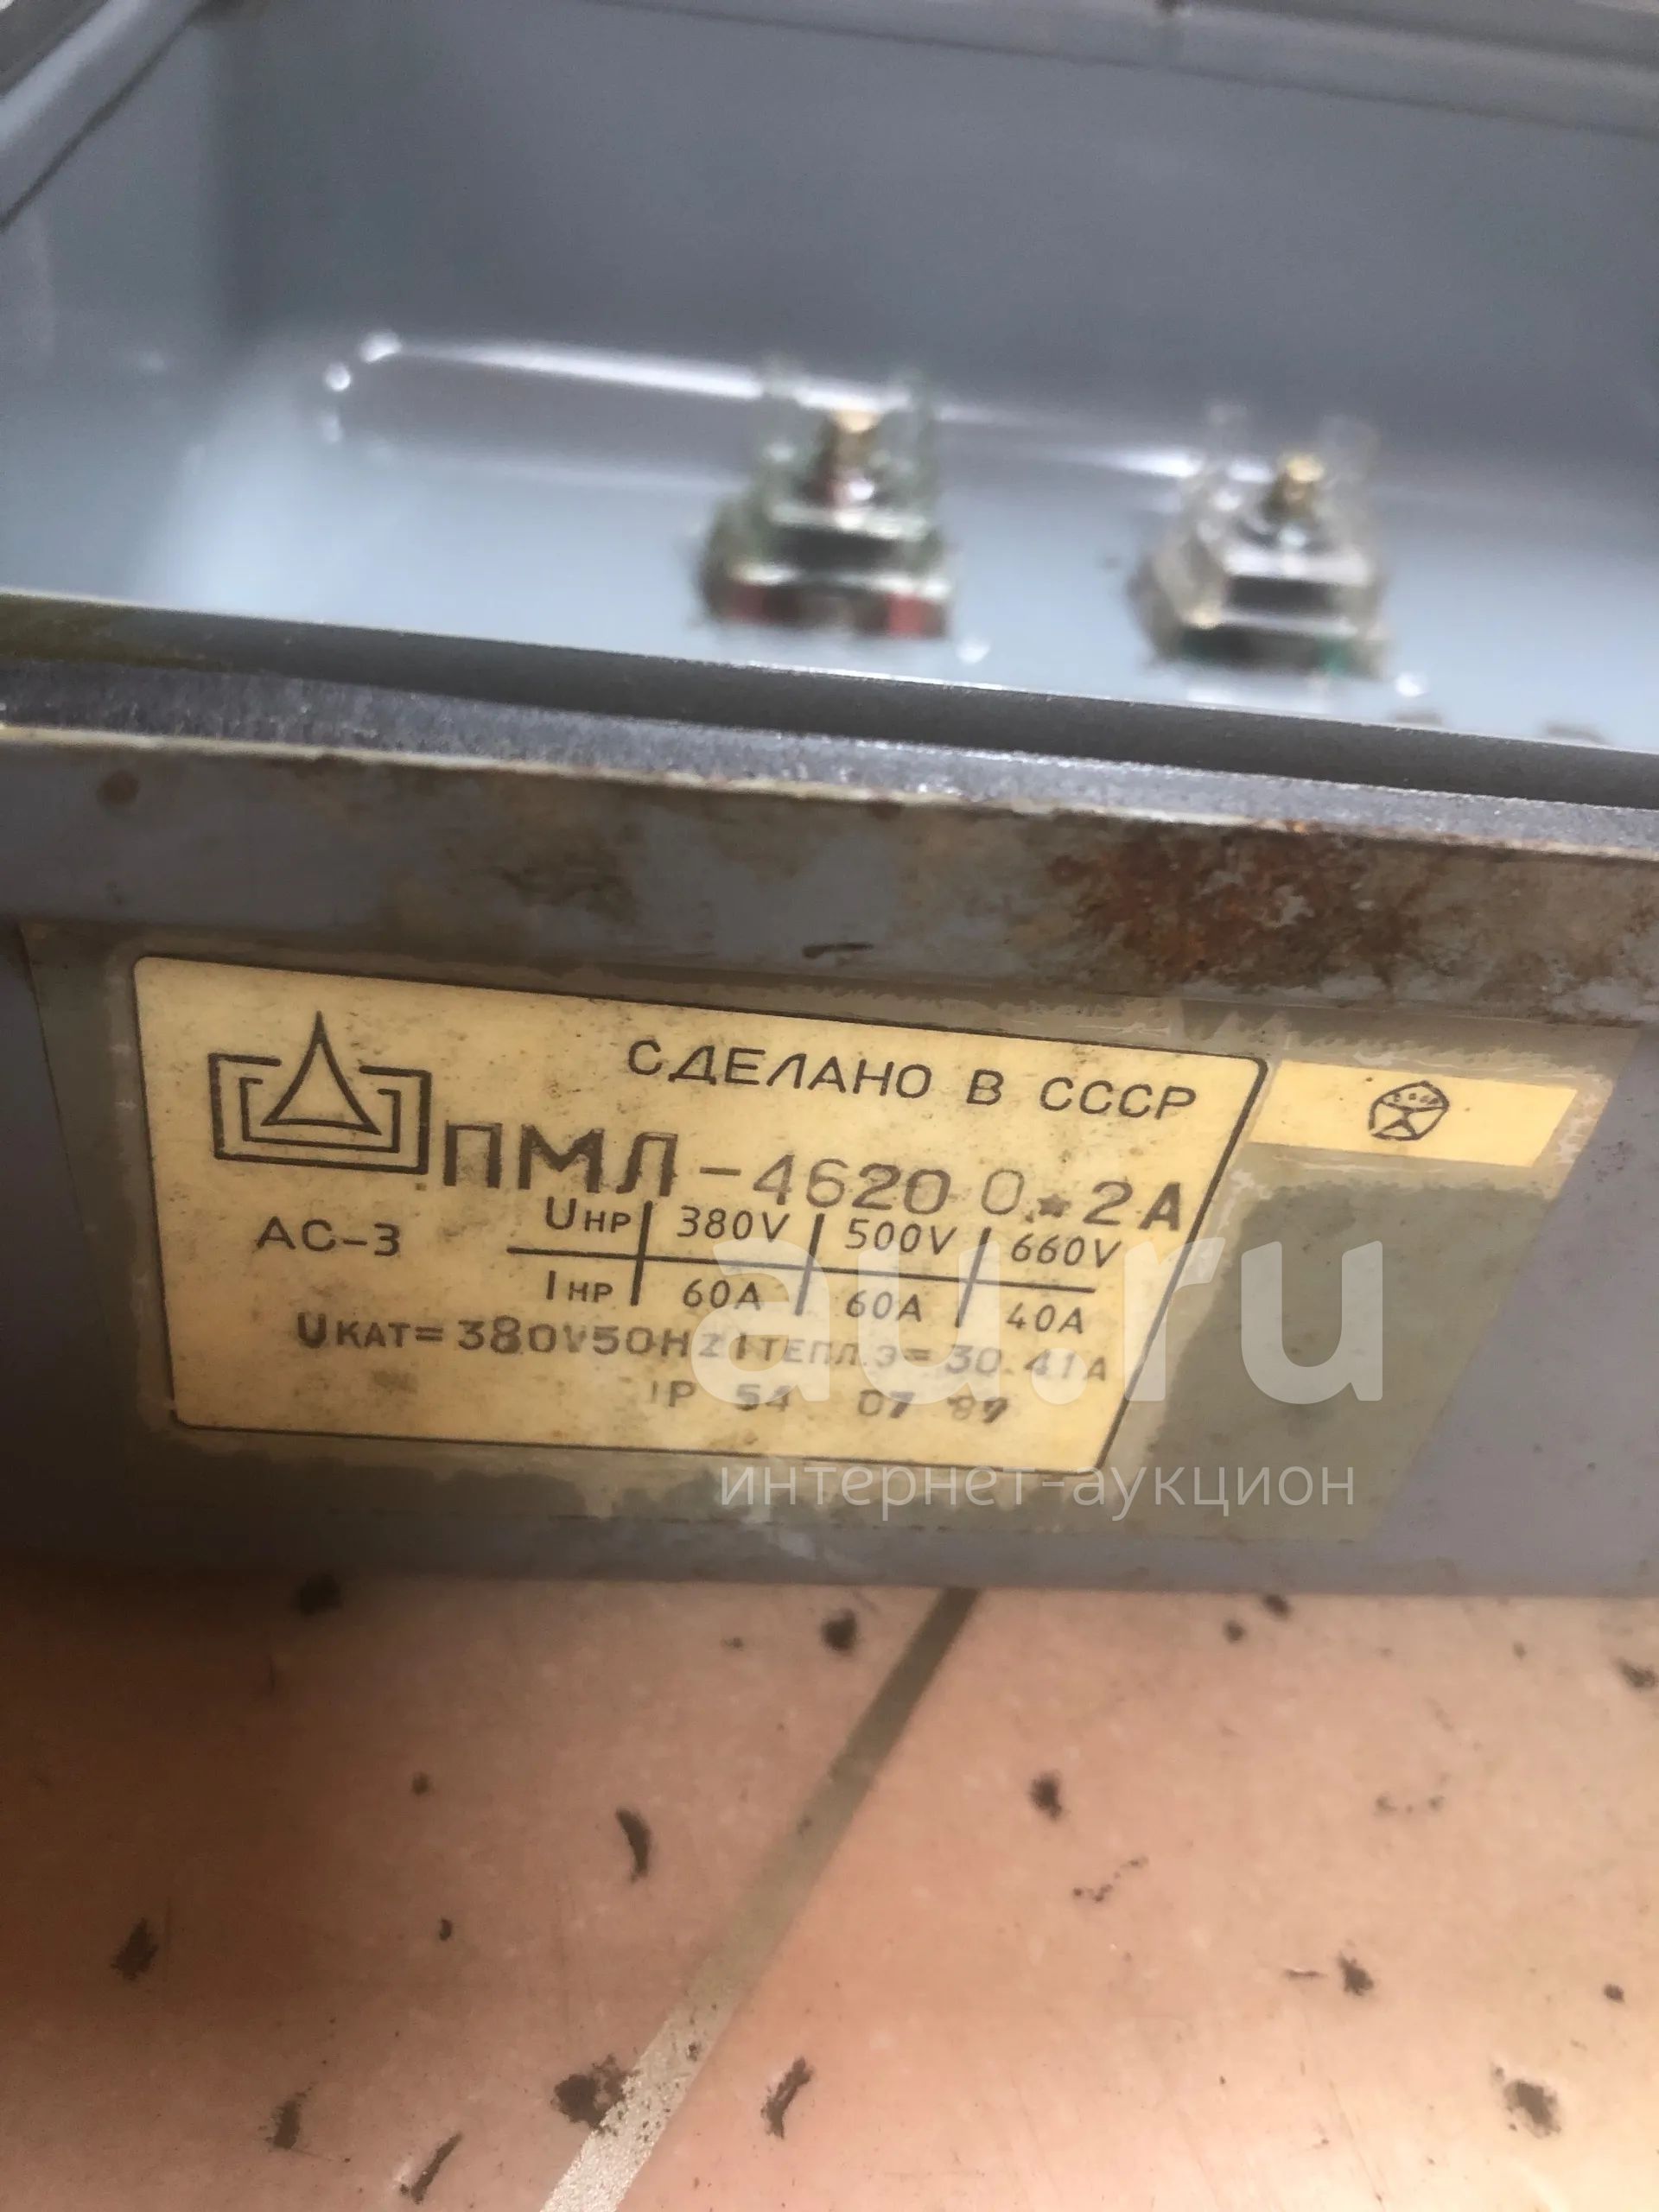 СДЕЛАНО В СССР
ПМЛ-4620 0*2А
АС-3
Uнр 380V 500V 660V
Iнр 60А 60А 40А
Uкат=380V50HZ Iтепл.э=30.41А
IP 54 07 87
au.ru
интернет-аукцион